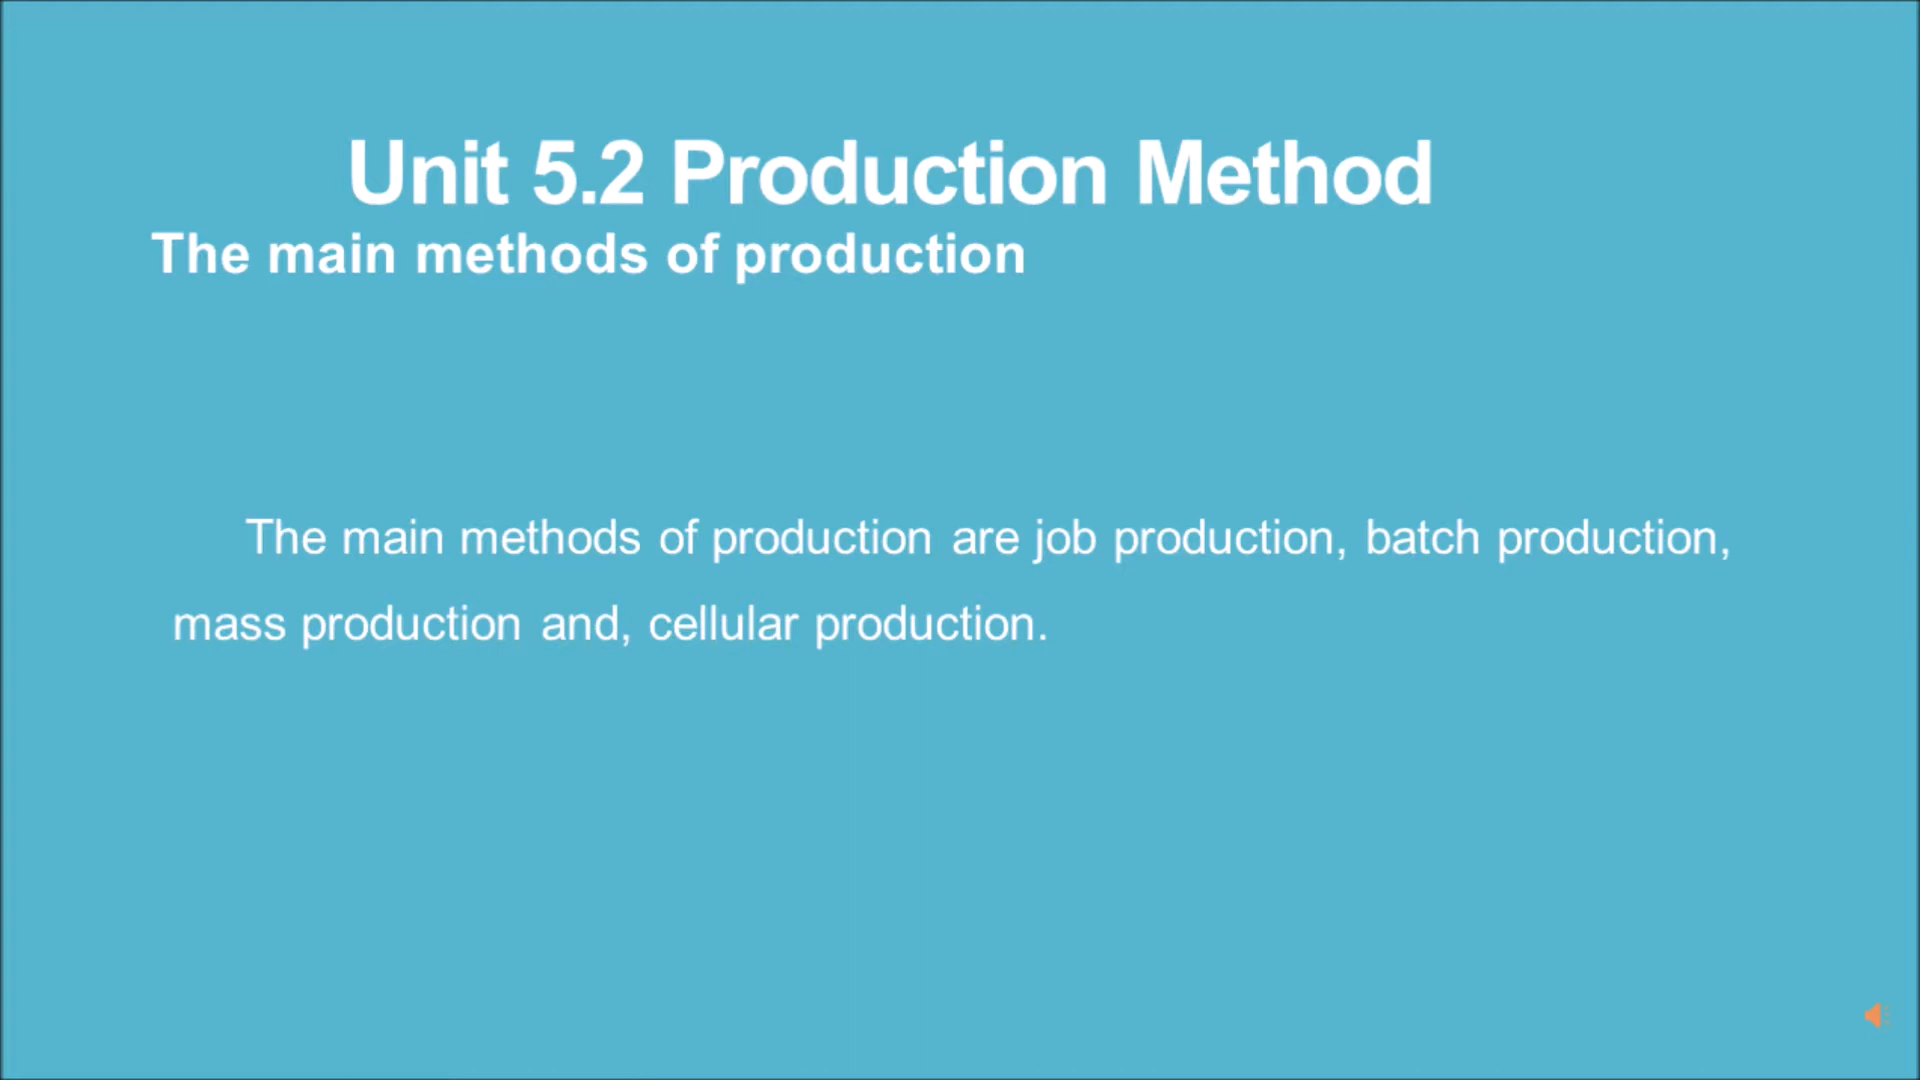 Unit 5.2 Production Method
The main methods of production
The main methods of production are job production, batch production,
mass production and, cellular production.